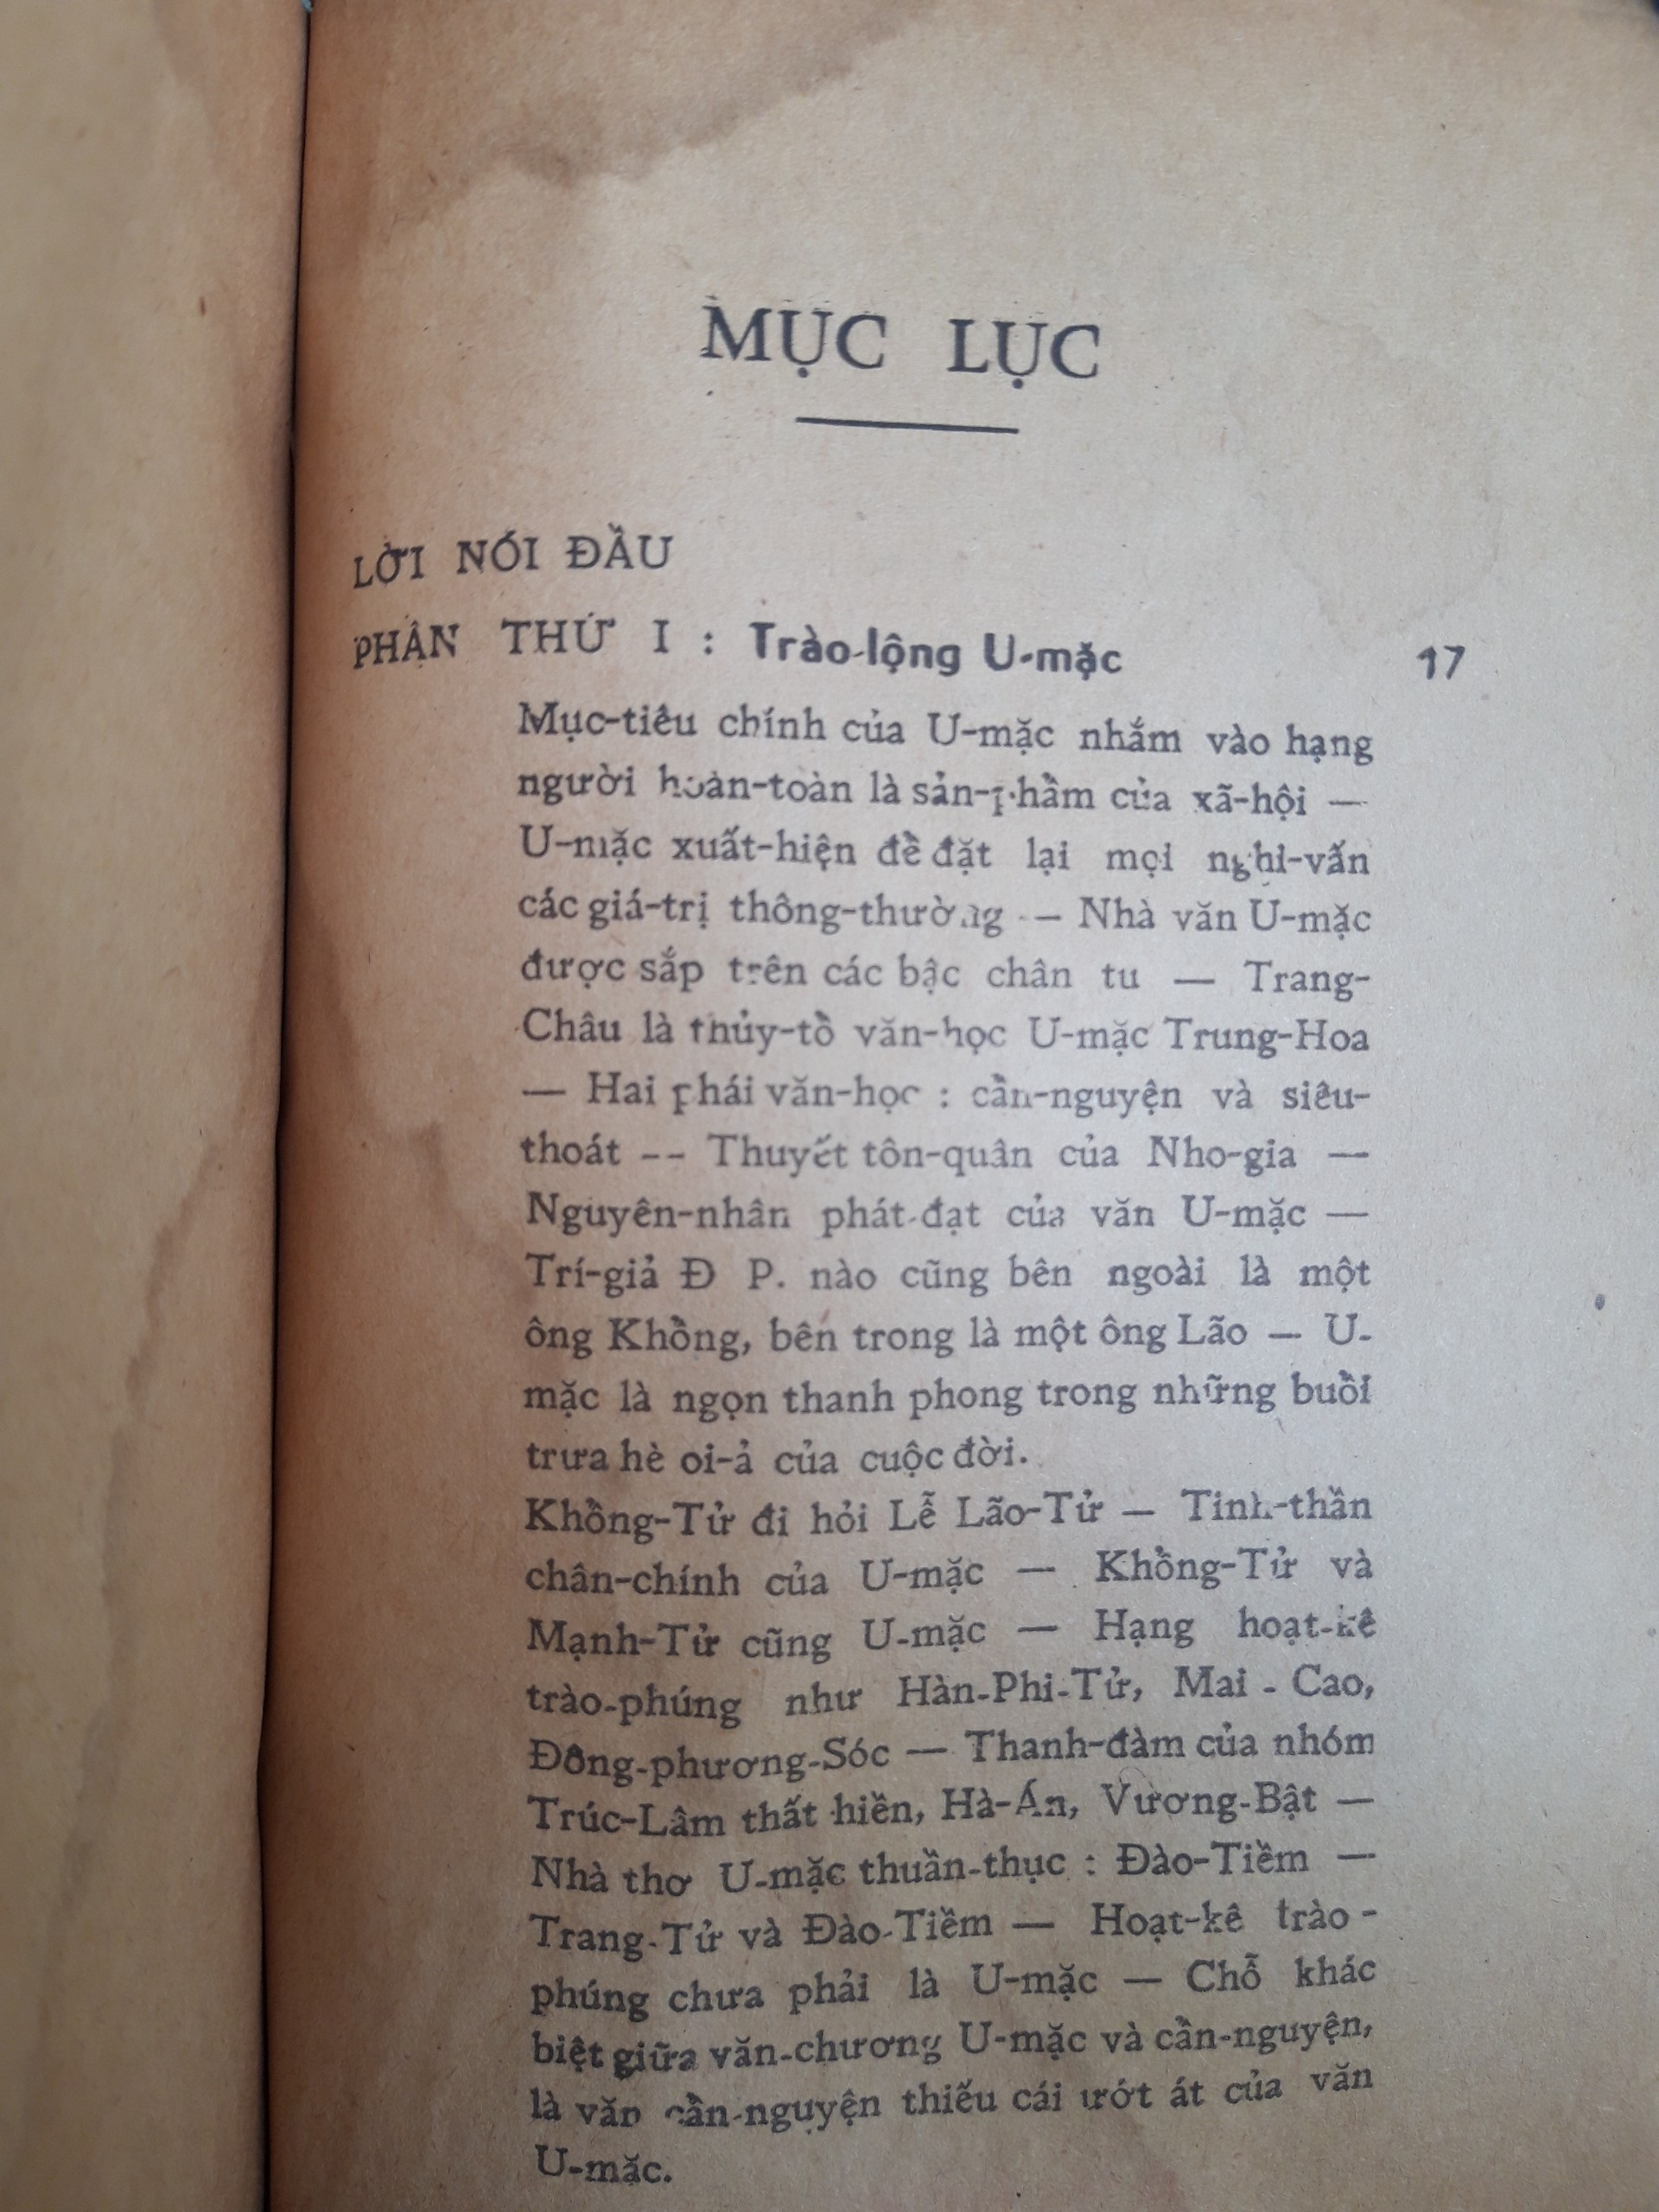 MỤC LỤC
LỜI NÓI ĐẦU
PHẦN THỨ I : Trào-lộng U-mặc 17
Mục-tiêu chính của U-mặc nhắm vào hạng
người hoàn-toàn là sản-phẩm của xã-hội —
U-mặc xuất-hiện để đặt lại mọi nghi-vấn
các giá-trị thông-thường — Nhà văn U-mặc
được sắp trên các bậc chân tu — Trang-
Châu là thủy-tổ văn-học U-mặc Trung-Hoa
— Hai phái văn-học : cần-nguyện và siêu-
thoát -- Thuyết tôn-quân của Nho-gia —
Nguyên-nhân phát-đạt của văn U-mặc —
Trí-giả Đ P. nào cũng bên ngoài là một
ông Khổng, bên trong là một ông Lão — U-
mặc là ngọn thanh phong trong những buổi
trưa hè oi-ả của cuộc đời.
Khổng-Tử đi hỏi Lễ Lão-Tử — Tinh-thần
chân-chính của U-mặc — Khổng-Tử và
Mạnh-Tử cũng U-mặc — Hạng hoạt-kê
trào-phúng như Hàn-Phi-Tử, Mai - Cao,
Đông-phương-Sóc — Thanh-đàm của nhóm
Trúc-Lâm thất hiền, Hà-Án, Vương-Bật —
Nhà thơ U-mặc thuần-thục : Đào-Tiềm —
Trang-Tử và Đào-Tiềm — Hoạt-kê trào -
phúng chưa phải là U-mặc — Chỗ khác
biệt giữa văn-chương U-mặc và cần-nguyện,
là văn cần-nguyện thiếu cái ướt át của văn
U-mặc.